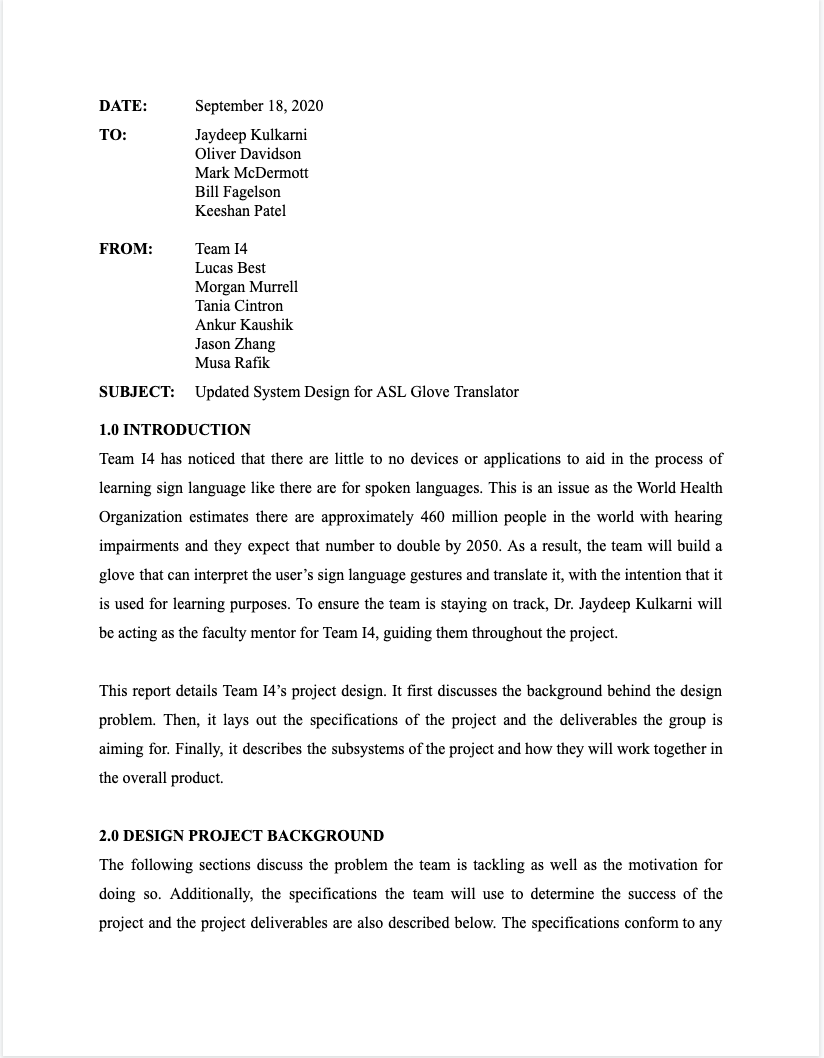 DATE: September 18, 2020
TO: Jaydeep Kulkarni
Oliver Davidson
Mark McDermott
Bill Fagelson
Keeshan Patel
FROM: Team I4
Lucas Best
Morgan Murrell
Tania Cintron
Ankur Kaushik
Jason Zhang
Musa Rafik
SUBJECT: Updated System Design for ASL Glove Translator
1.0 INTRODUCTION
Team I4 has noticed that there are little to no devices or applications to aid in the process of
learning sign language like there are for spoken languages. This is an issue as the World Health
Organization estimates there are approximately 460 million people in the world with hearing
impairments and they expect that number to double by 2050. As a result, the team will build a
glove that can interpret the user’s sign language gestures and translate it, with the intention that it
is used for learning purposes. To ensure the team is staying on track, Dr. Jaydeep Kulkarni will
be acting as the faculty mentor for Team I4, guiding them throughout the project.
This report details Team I4’s project design. It first discusses the background behind the design
problem. Then, it lays out the specifications of the project and the deliverables the group is
aiming for. Finally, it describes the subsystems of the project and how they will work together in
the overall product.
2.0 DESIGN PROJECT BACKGROUND
The following sections discuss the problem the team is tackling as well as the motivation for
doing so. Additionally, the specifications the team will use to determine the success of the
project and the project deliverables are also described below. The specifications conform to any